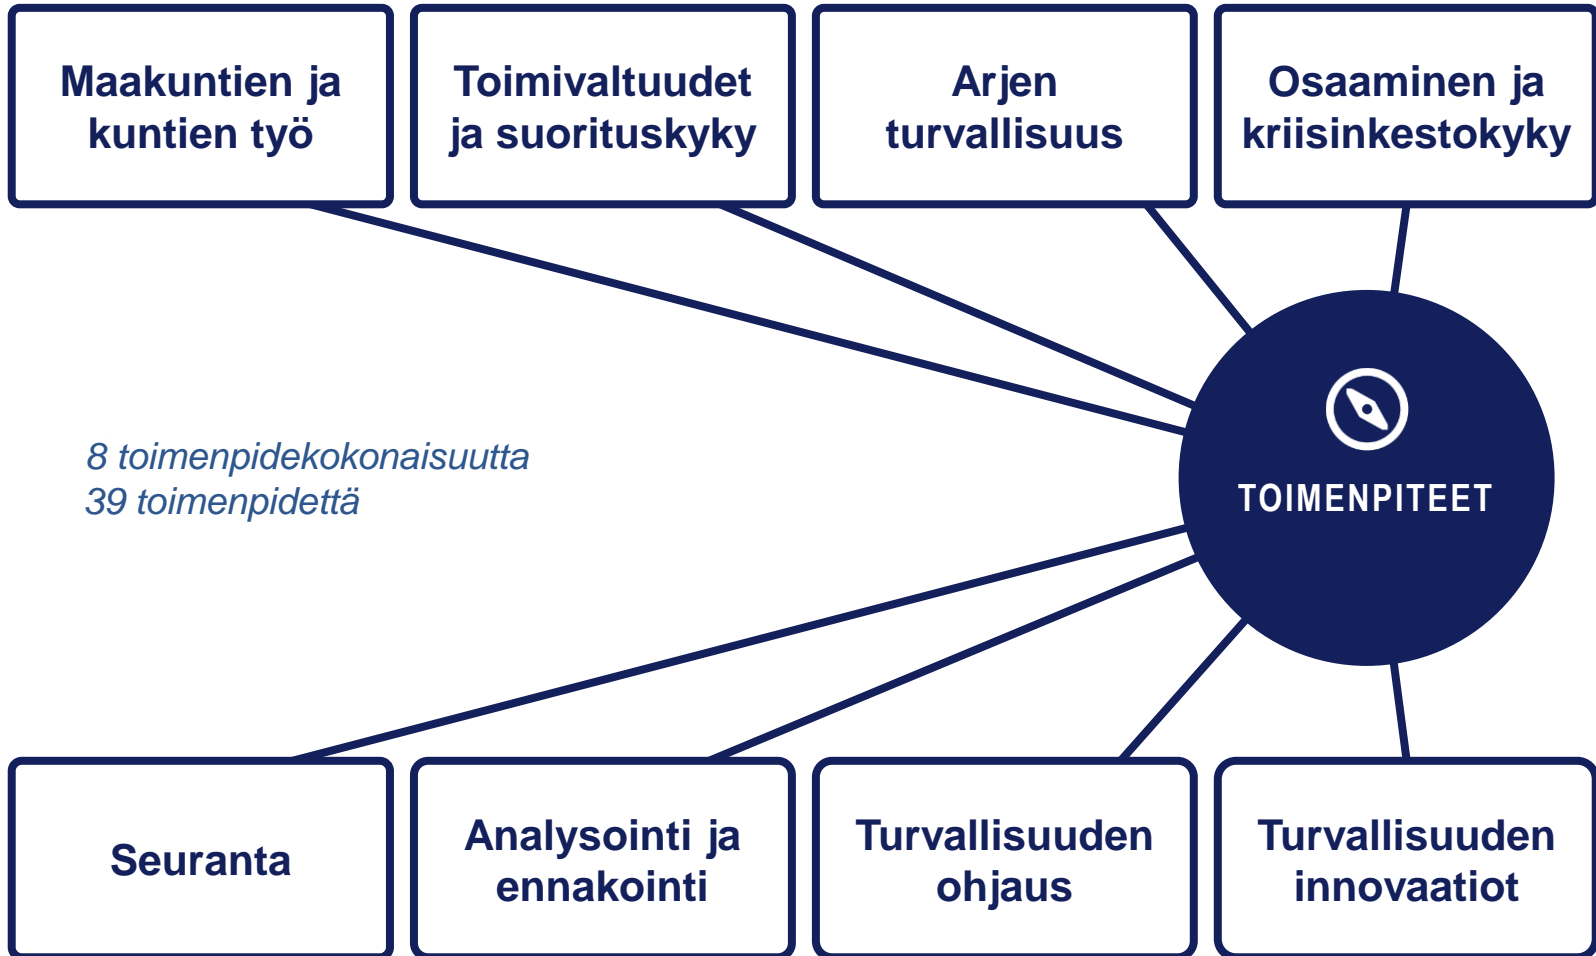 Maakuntien ja
kuntien työ
Toimivaltuudet
ja suorituskyky
Arjen
turvallisuus
Osaaminen ja
kriisinkestokyky
8 toimenpidekokonaisuutta
39 toimenpidettä
TOIMENPITEET
Seuranta
Analysointi ja
ennakointi
Turvallisuuden
ohjaus
Turvallisuuden
innovaatiot